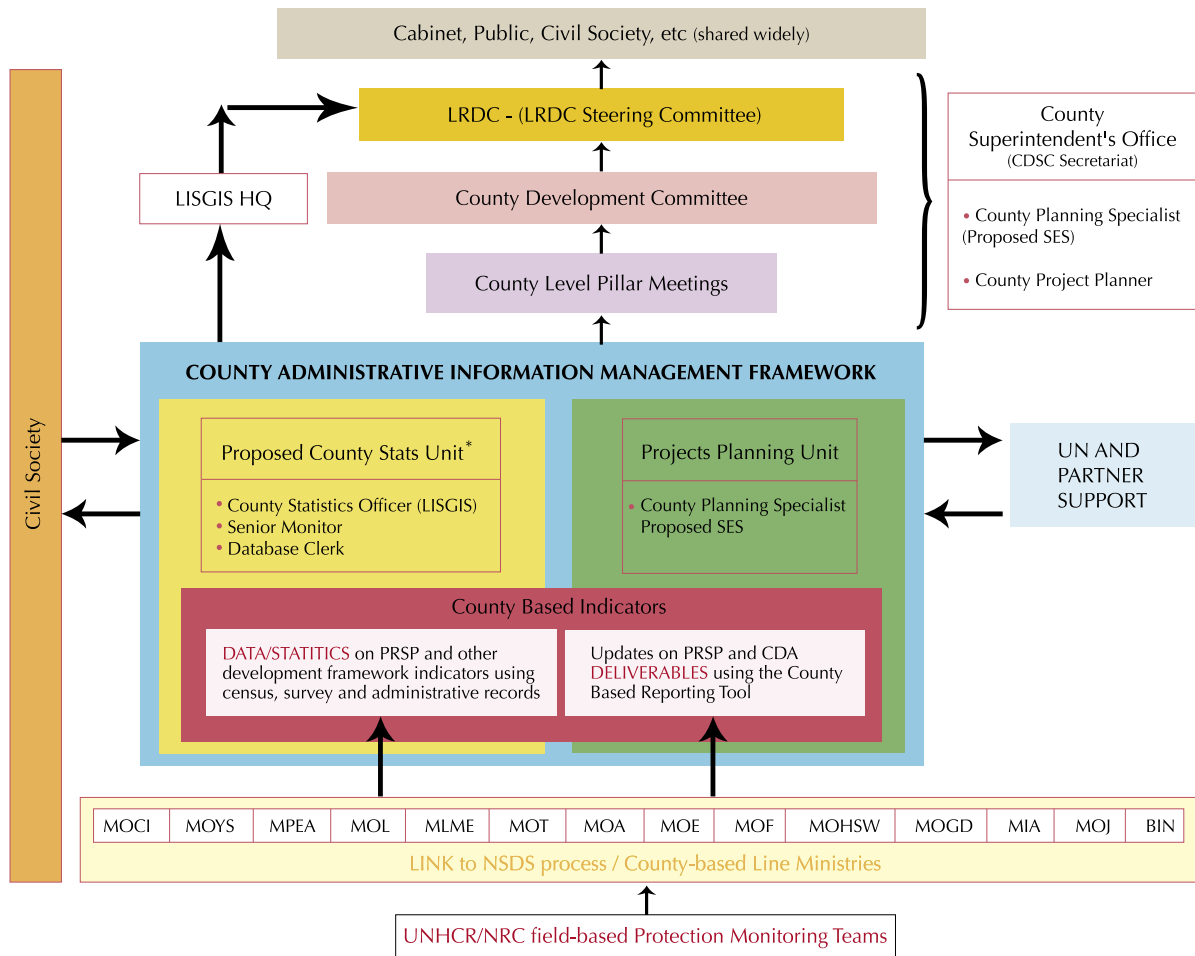 Cabinet, Public, Civil Society, etc (shared widely)
LRDC - (LRDC Steering Committee)
County
Superintendent's Office
(CDSC Secretariat)
• County Planning Specialist
(Proposed SES)
• County Project Planner
LISGIS HQ
County Development Committee
County Level Pillar Meetings
Civil Society
COUNTY ADMINISTRATIVE INFORMATION MANAGEMENT FRAMEWORK
Proposed County Stats Unit*
• County Statistics Officer (LISGIS)
• Senior Monitor
• Database Clerk
Projects Planning Unit
• County Planning Specialist
Proposed SES
UN AND
PARTNER
SUPPORT
County Based Indicators
DATA/STATITICS on PRSP and other
development framework indicators using
census, survey and administrative records
Updates on PRSP and CDA
DELIVERABLES using the County
Based Reporting Tool
MOCI MOYS MPEA MOL MLME MOT MOA MOE MOF MOHSW MOGD MIA MOJ BIN
LINK to NSDS process / County-based Line Ministries
UNHCR/NRC field-based Protection Monitoring Teams